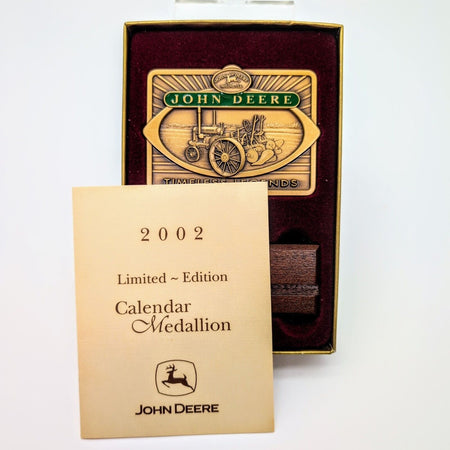 JOHN DEERE
TIMELESS LEGENDS
2002
Limited ~ Edition
Calendar
Medallion
JOHN DEERE